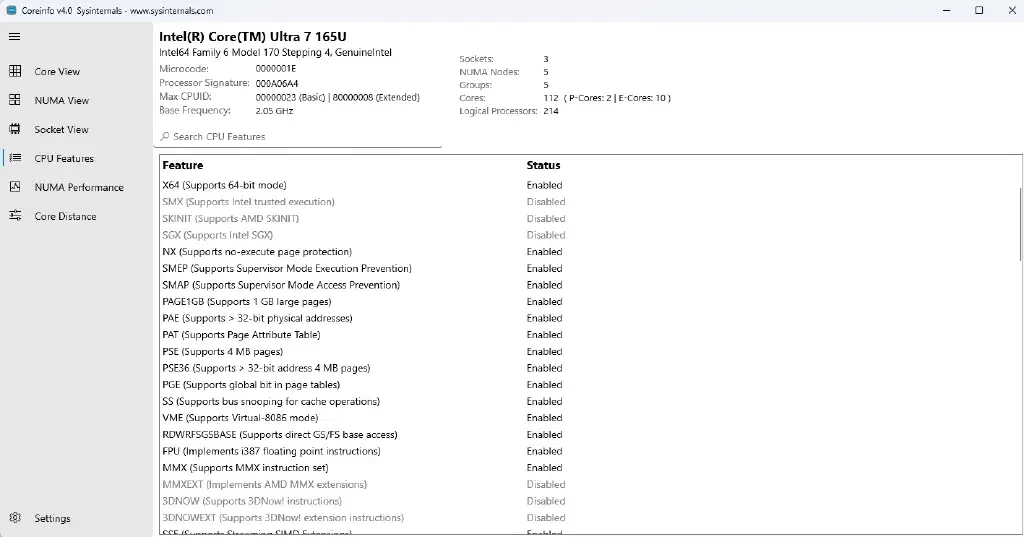 Coreinfo v4.0 Sysinternals - www.sysinternals.com
Core View
NUMA View
Socket View
CPU Features
NUMA Performance
Core Distance
Settings
Intel(R) Core(TM) Ultra 7 165U
Intel64 Family 6 Model 170 Stepping 4, GenuineIntel
Microcode: 0000001E
Processor Signature: 000A06A4
Max CPUID: 00000023 (Basic) | 80000008 (Extended)
Base Frequency: 2.05 GHz
Sockets: 3
NUMA Nodes: 5
Groups: 5
Cores: 112 ( P-Cores: 2 | E-Cores: 10 )
Logical Processors: 214
Search CPU Features
Feature Status
X64 (Supports 64-bit mode) Enabled
SMX (Supports Intel trusted execution) Disabled
SKINIT (Supports AMD SKINIT) Disabled
SGX (Supports Intel SGX) Disabled
NX (Supports no-execute page protection) Enabled
SMEP (Supports Supervisor Mode Execution Prevention) Enabled
SMAP (Supports Supervisor Mode Access Prevention) Enabled
PAGE1GB (Supports 1 GB large pages) Enabled
PAE (Supports > 32-bit physical addresses) Enabled
PAT (Supports Page Attribute Table) Enabled
PSE (Supports 4 MB pages) Enabled
PSE36 (Supports > 32-bit address 4 MB pages) Enabled
PGE (Supports global bit in page tables) Enabled
SS (Supports bus snooping for cache operations) Enabled
VME (Supports Virtual-8086 mode) Enabled
RDWRFSGSBASE (Supports direct GS/FS base access) Enabled
FPU (Implements i387 floating point instructions) Enabled
MMX (Supports MMX instruction set) Enabled
MMXEXT (Implements AMD MMX extensions) Disabled
3DNOW (Supports 3DNow! instructions) Disabled
3DNOWEXT (Supports 3DNow! extension instructions) Disabled
SSE (Supports Streaming SIMD Extensions) Enabled